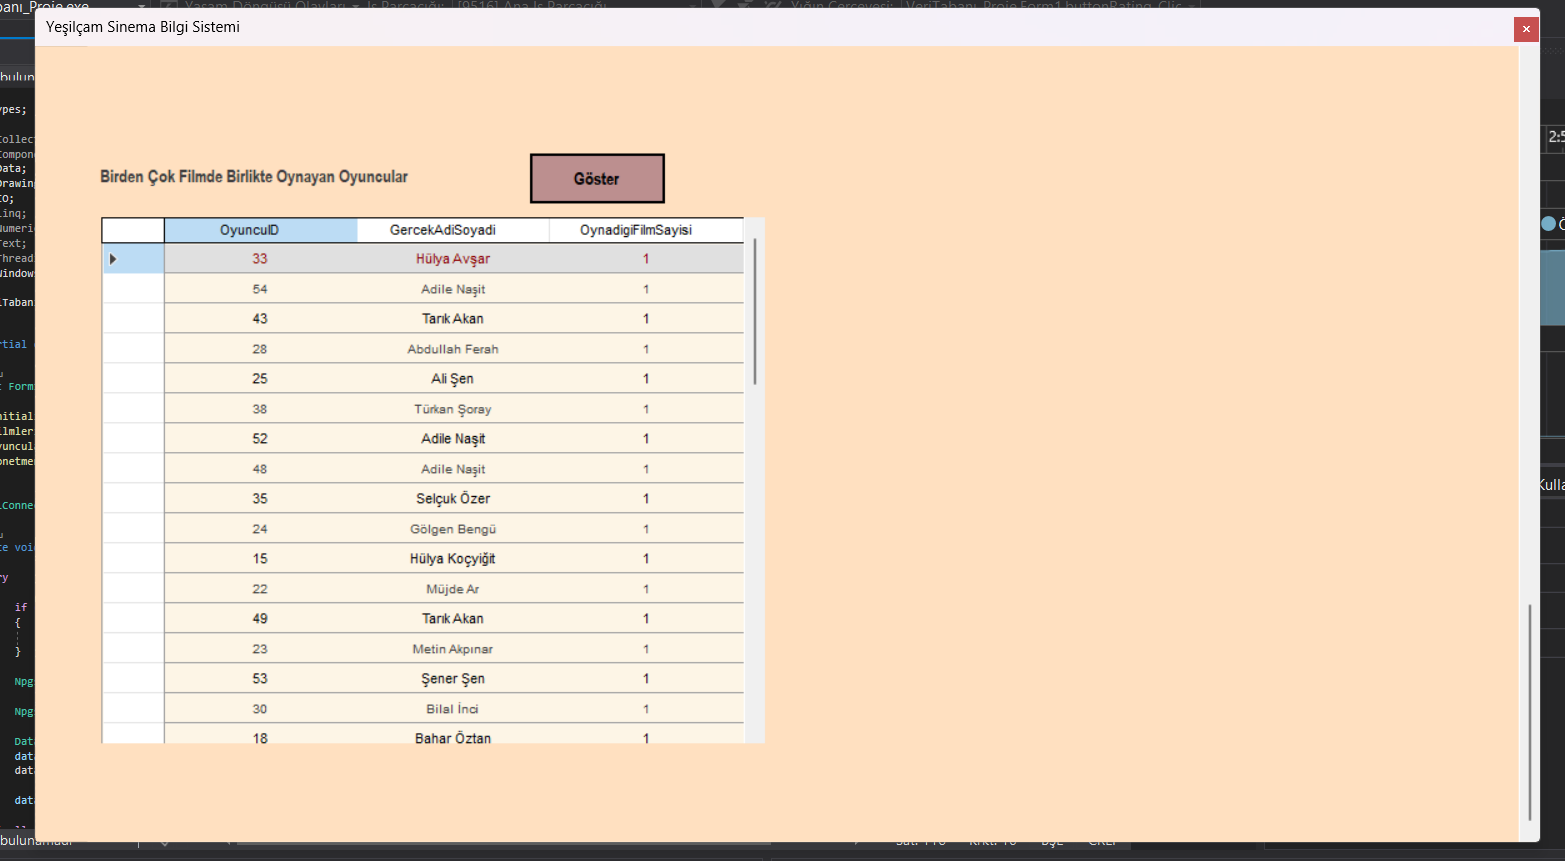 Yeşilçam Sinema Bilgi Sistemi
Birden Çok Filmde Birlikte Oynayan Oyuncular
Göster
OyuncuID GercekAdiSoyadi OynadigiFilmSayisi
33 Hülya Avşar 1
54 Adile Naşit 1
43 Tarık Akan 1
28 Abdullah Ferah 1
25 Ali Şen 1
38 Türkan Şoray 1
52 Adile Naşit 1
48 Adile Naşit 1
35 Selçuk Özer 1
24 Gölgen Bengü 1
15 Hülya Koçyiğit 1
22 Müjde Ar 1
49 Tarık Akan 1
23 Metin Akpınar 1
53 Şener Şen 1
30 Bilal İnci 1
18 Bahar Öztan 1
if
{
}